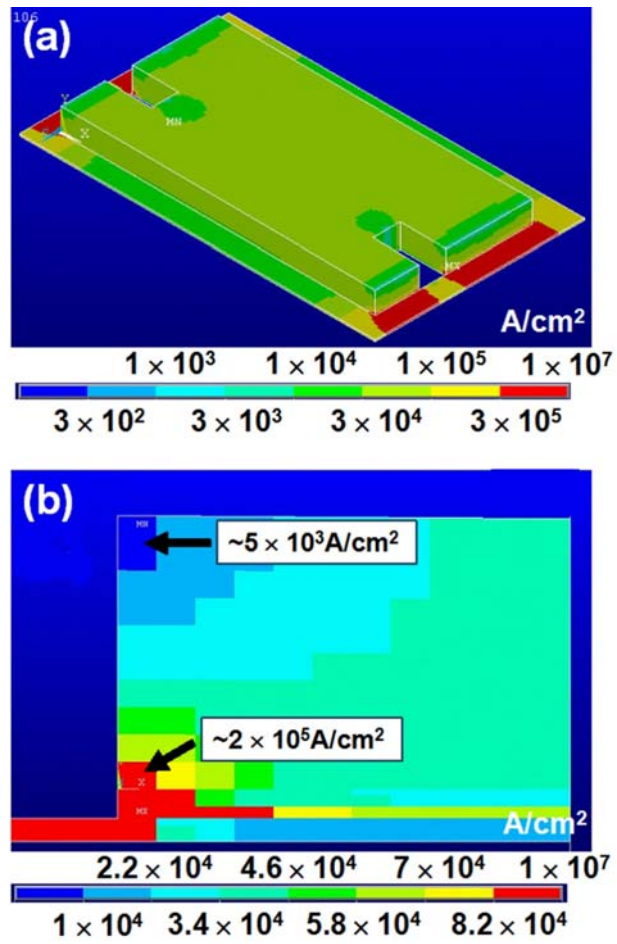 106
(a)
Y
X
MN
MX
A/cm²
1 × 10³ 1 × 10⁴ 1 × 10⁵ 1 × 10⁷
3 × 10² 3 × 10³ 3 × 10⁴ 3 × 10⁵
(b)
MN
~5 × 10³A/cm²
~2 × 10⁵A/cm²
X
MX
A/cm²
2.2 × 10⁴ 4.6 × 10⁴ 7 × 10⁴ 1 × 10⁷
1 × 10⁴ 3.4 × 10⁴ 5.8 × 10⁴ 8.2 × 10⁴